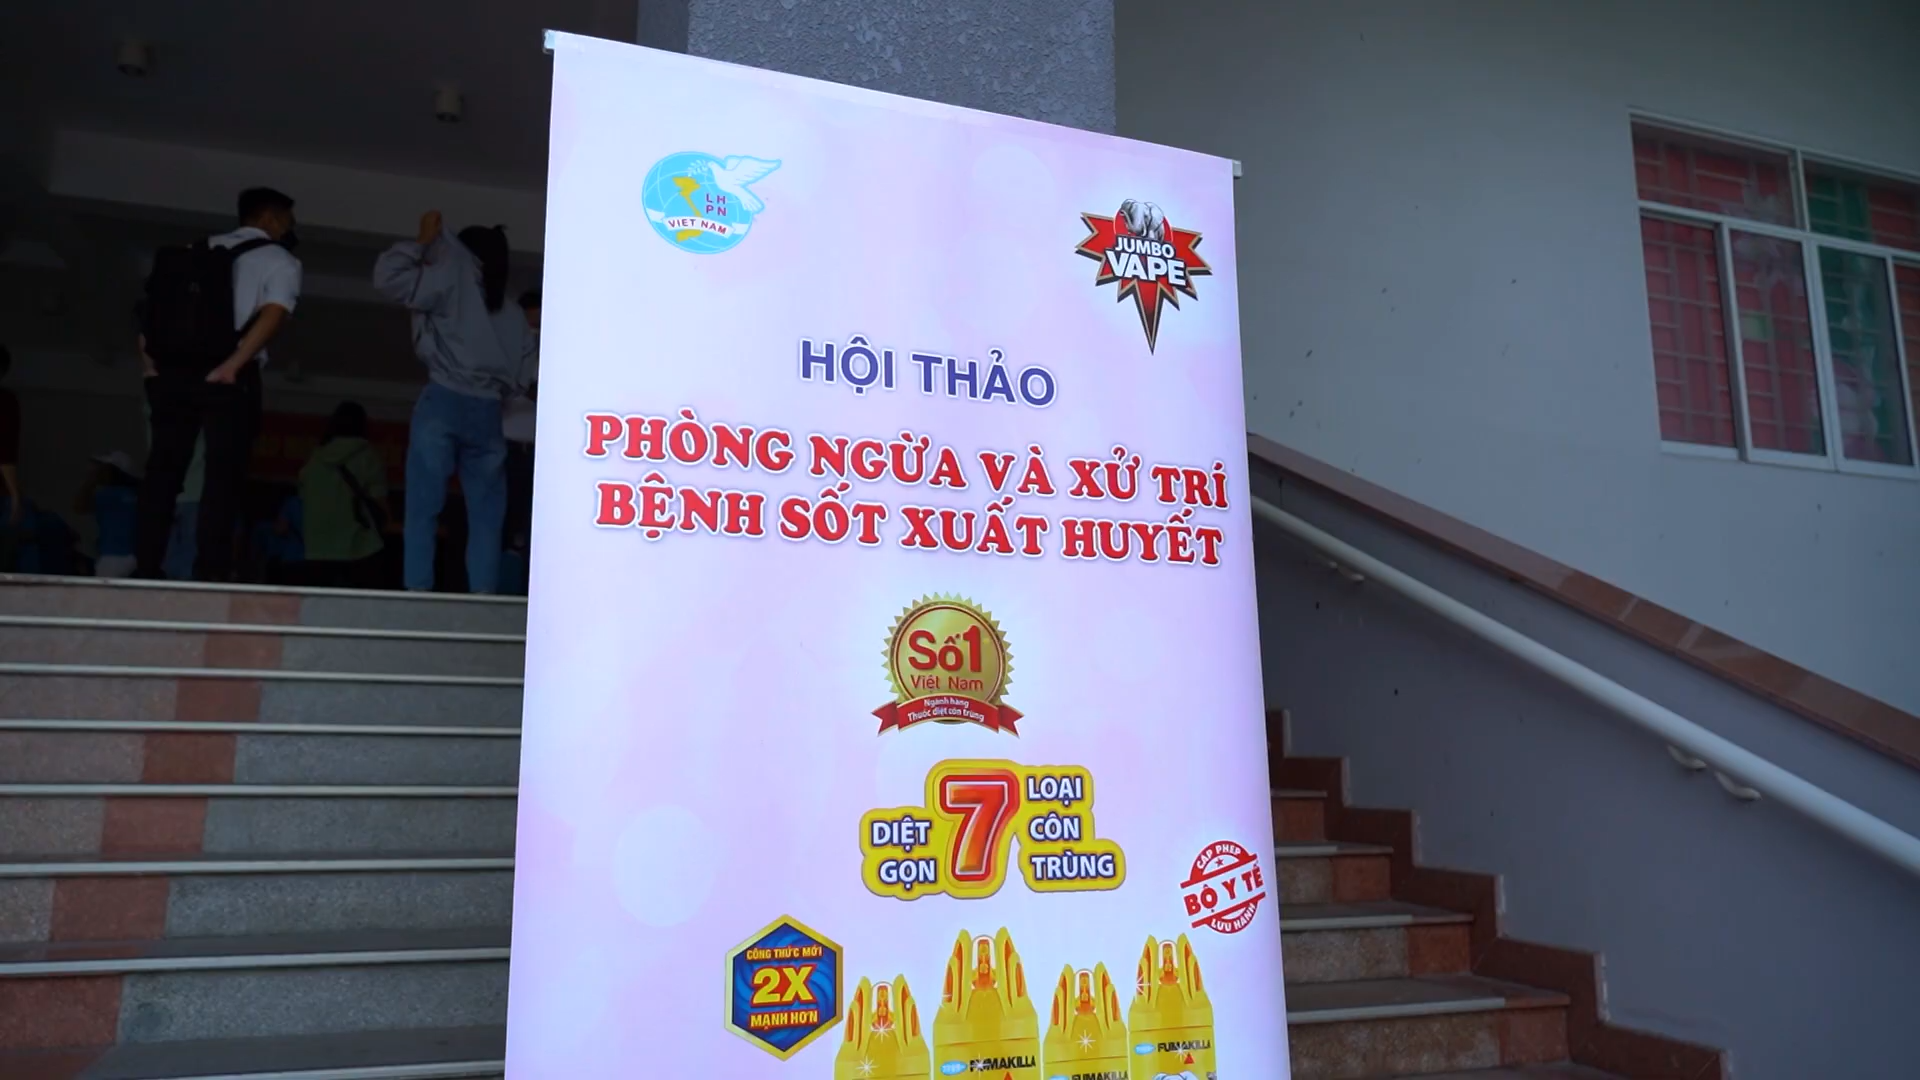 LH
PN
VIET NAM
JUMBO
VAPE
HỘI THẢO
PHÒNG NGỪA VÀ XỬ TRÍ
BỆNH SỐT XUẤT HUYẾT
Số 1
Việt Nam
Ngành hàng
Thuốc diệt côn trùng
DIỆT GỌN
7
LOẠI CÔN TRÙNG
CẤP PHÉP
BỘ Y TẾ
LƯU HÀNH
CÔNG THỨC MỚI
2X
MẠNH HƠN
FUMAKILLA
FUMAKILLA
FUMAKILLA